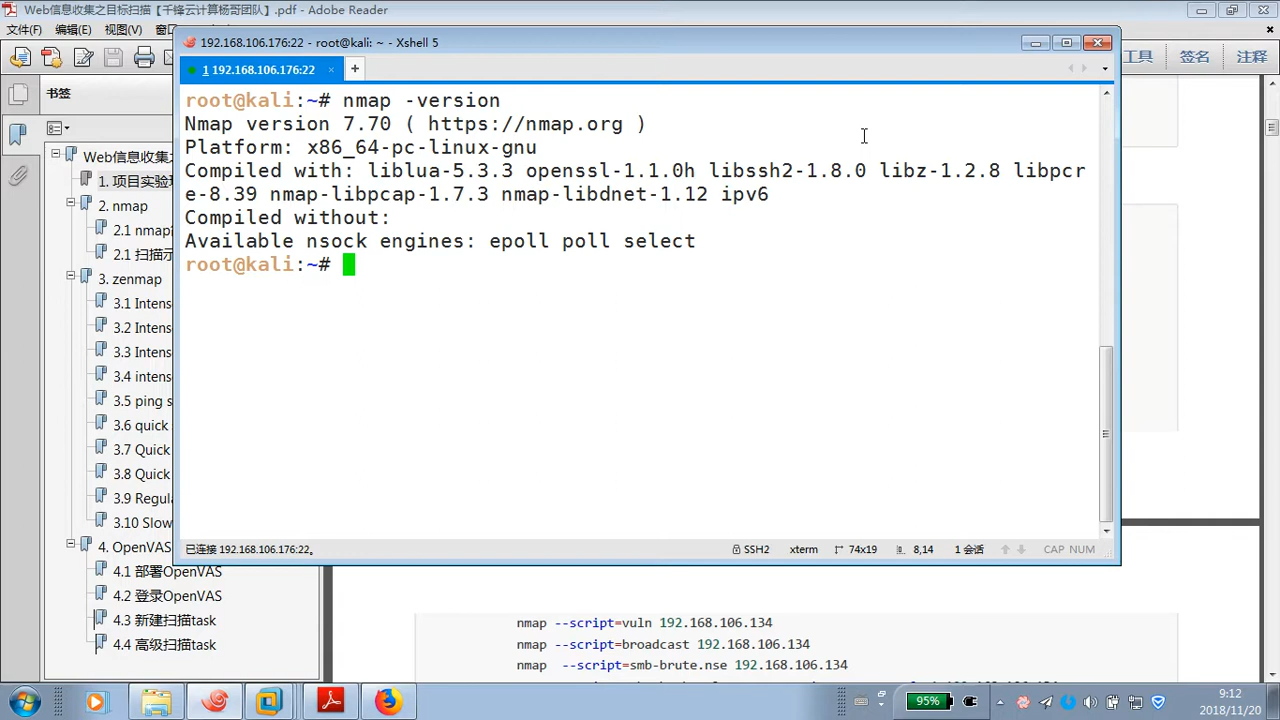 Web信息收集之目标扫描【千锋云计算杨哥团队】.pdf - Adobe Reader
文件(F) 编辑(E) 视图(V) 窗
192.168.106.176:22 - root@kali: ~ - Xshell 5
工具 签名 注释
1 192.168.106.176:22
书签
Web信息收集
1. 项目实验
2. nmap
2.1 nmap
2.1 扫描示
3. zenmap
3.1 Intens
3.2 Intens
3.3 Intens
3.4 intens
3.5 ping s
3.6 quick
3.7 Quick
3.8 Quick
3.9 Regula
3.10 Slow
4. OpenVAS
4.1 部署OpenVAS
4.2 登录OpenVAS
4.3 新建扫描task
4.4 高级扫描task
root@kali:~# nmap -version
Nmap version 7.70 ( https://nmap.org )
Platform: x86_64-pc-linux-gnu
Compiled with: liblua-5.3.3 openssl-1.1.0h libssh2-1.8.0 libz-1.2.8 libpcr
e-8.39 nmap-libpcap-1.7.3 nmap-libdnet-1.12 ipv6
Compiled without:
Available nsock engines: epoll poll select
root@kali:~#
已连接 192.168.106.176:22。 SSH2 xterm 74x19 8,14 1 会话 CAP NUM
nmap --script=vuln 192.168.106.134
nmap --script=broadcast 192.168.106.134
nmap --script=smb-brute.nse 192.168.106.134
95%
9:12
2018/11/20